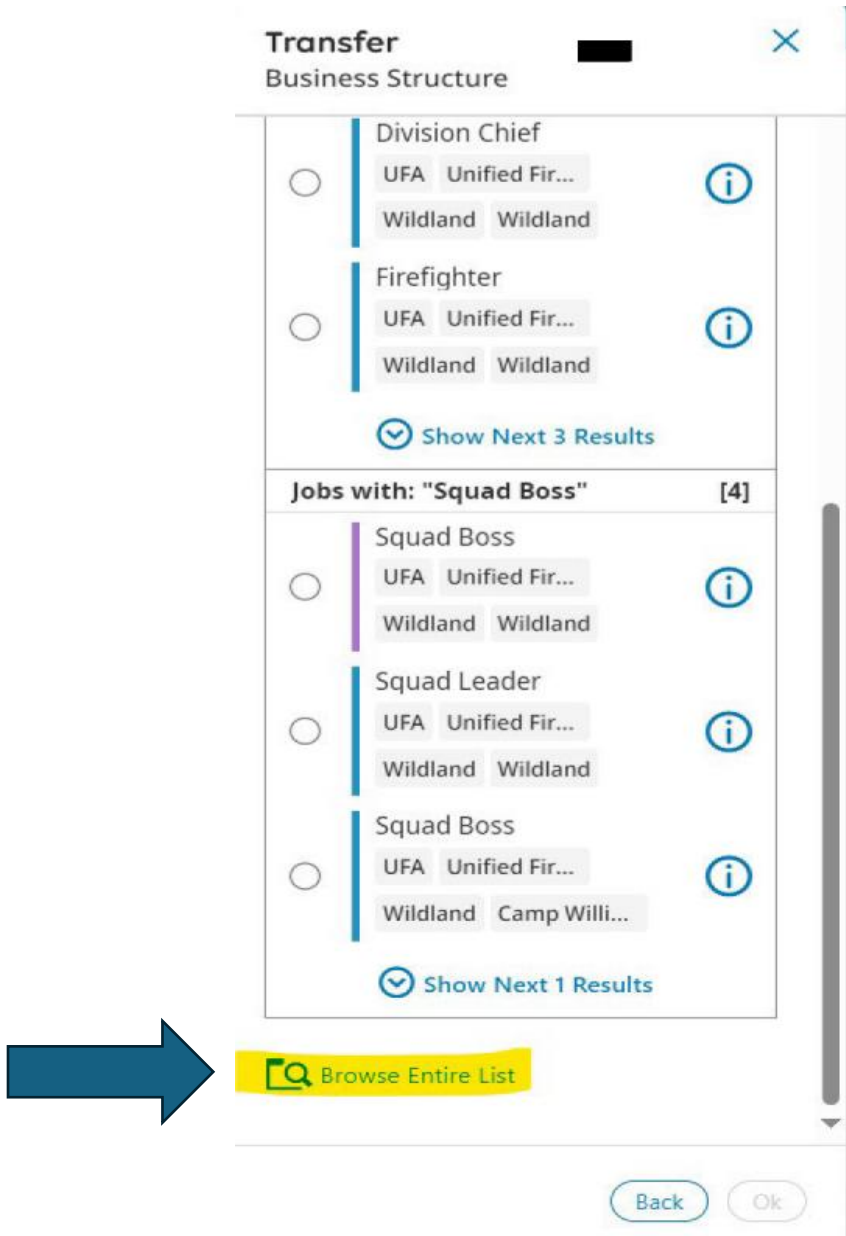 Transfer
Business Structure
Division Chief
UFA Unified Fir...
Wildland Wildland
Firefighter
UFA Unified Fir...
Wildland Wildland
Show Next 3 Results
Jobs with: "Squad Boss" [4]
Squad Boss
UFA Unified Fir...
Wildland Wildland
Squad Leader
UFA Unified Fir...
Wildland Wildland
Squad Boss
UFA Unified Fir...
Wildland Camp Willi...
Show Next 1 Results
Browse Entire List
Back Ok